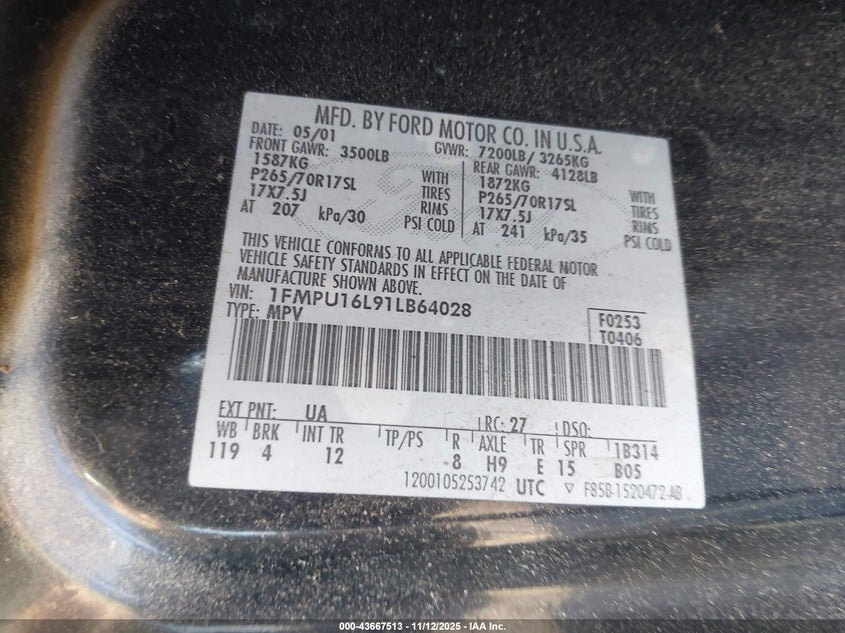 MFD. BY FORD MOTOR CO. IN U.S.A.
DATE: 05/01 GVWR: 7200LB/ 3265KG
FRONT GAWR: 3500LB REAR GAWR: 4128LB
1587KG WITH 1872KG WITH
P265/70R17SL TIRES P265/70R17SL TIRES
17X7.5J RIMS 17X7.5J RIMS
AT 207 kPa/30 PSI COLD AT 241 kPa/35 PSI COLD
THIS VEHICLE CONFORMS TO ALL APPLICABLE FEDERAL MOTOR
VEHICLE SAFETY STANDARDS IN EFFECT ON THE DATE OF
MANUFACTURE SHOWN ABOVE.
VIN: 1FMPU16L91LB64028
TYPE: MPV
F0253
T0406
EXT PNT: UA RC: 27 DSO:
WB BRK INT TR TP/PS R AXLE TR SPR 1B314
119 4 12 8 H9 E 15 B05
1200105253742 UTC ▽ F85B-1520472-AB
000-43667513 - 11/12/2025 - IAA Inc.